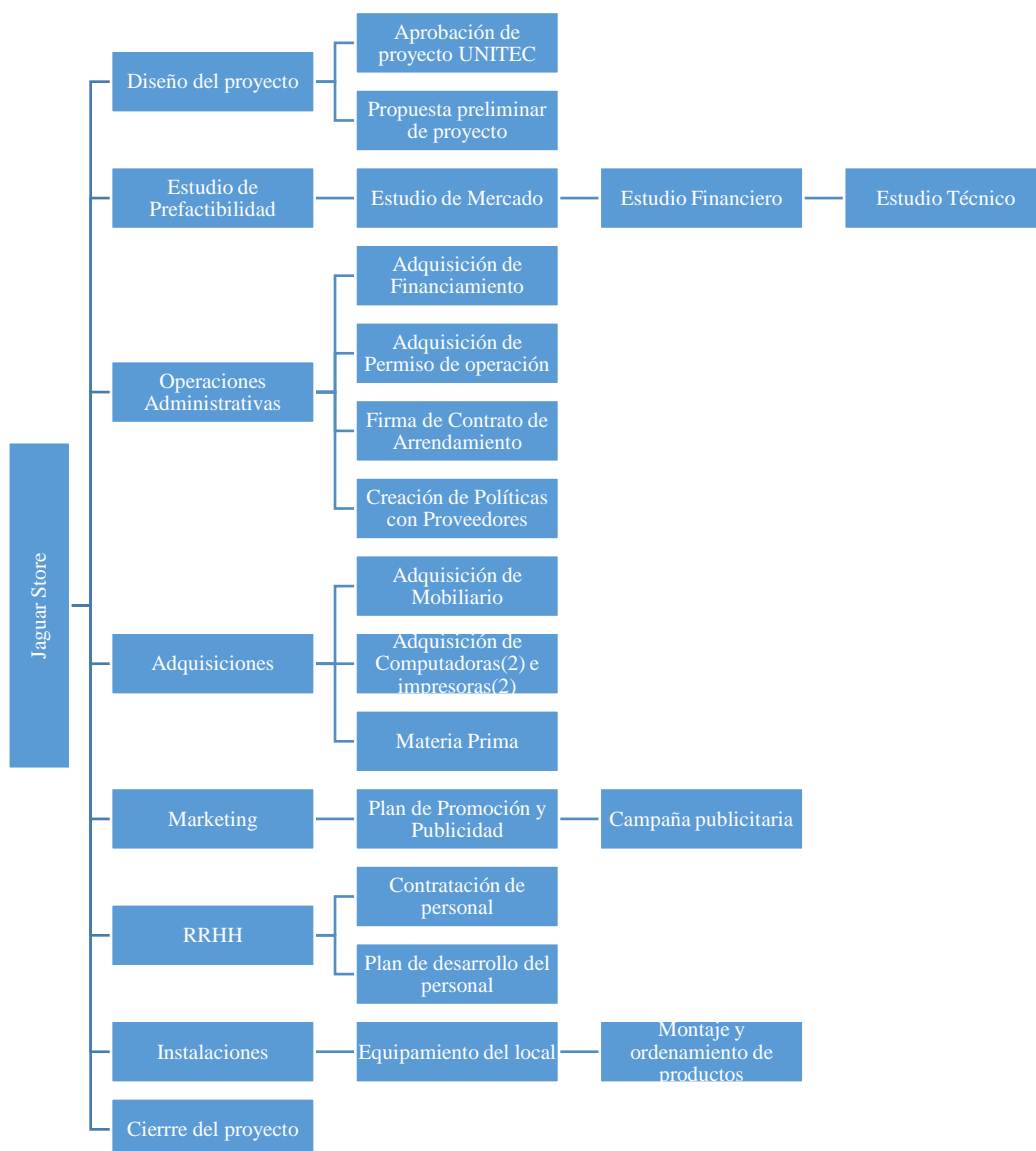 Aprobación de
proyecto UNITEC
Diseño del proyecto
Propuesta preliminar
de proyecto
Estudio de
Prefactibilidad
Estudio de Mercado
Estudio Financiero
Estudio Técnico
Adquisición de
Financiamiento
Adquisición de
Permiso de operación
Operaciones
Administrativas
Firma de Contrato de
Arrendamiento
Creación de Políticas
con Proveedores
Jaguar Store
Adquisición de
Mobiliario
Adquisiciones
Adquisición de
Computadoras(2) e
impresoras(2)
Materia Prima
Marketing
Plan de Promoción y
Publicidad
Campaña publicitaria
Contratación de
personal
RRHH
Plan de desarrollo del
personal
Instalaciones
Equipamiento del local
Montaje y
ordenamiento de
productos
Cierrre del proyecto